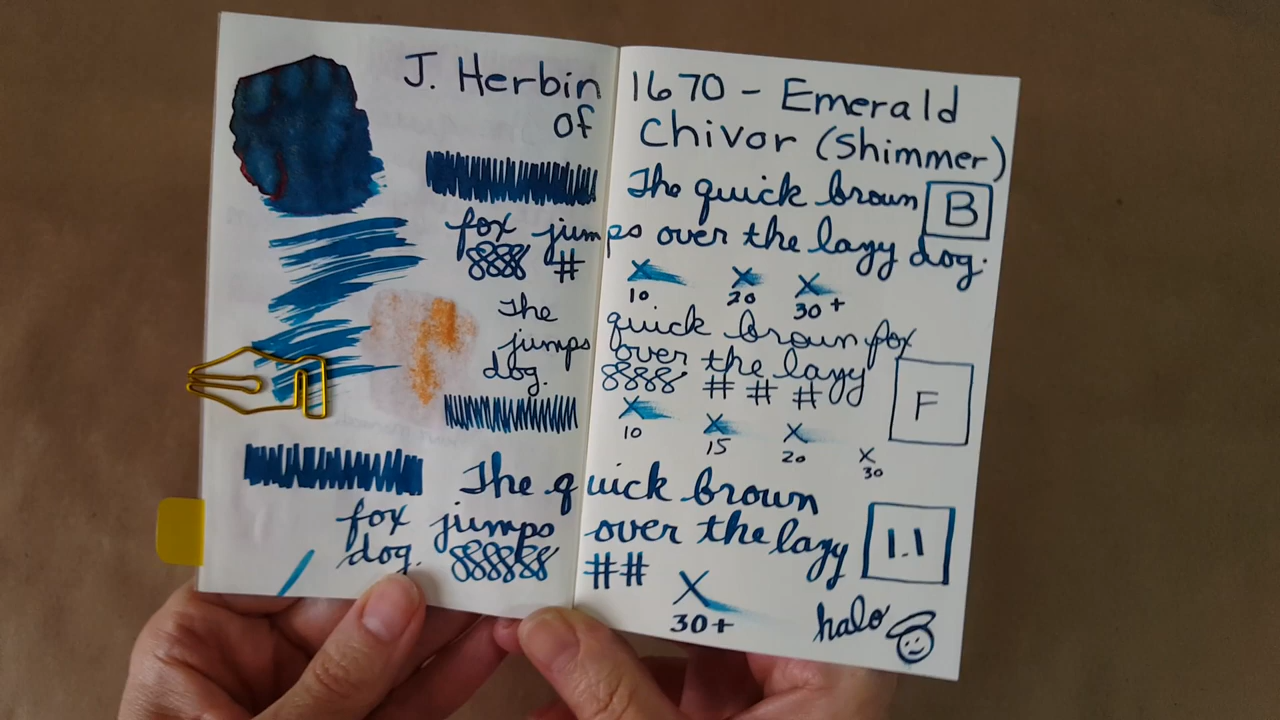 J. Herbin 1670 - Emerald
of Chivor (Shimmer)
The quick brown B
fox jumps over the lazy dog.
#
X X X
10 20 30+
The quick brown fox
jumps over the lazy
dog. # # # F
X X X X
10 15 20 30
The quick brown
fox jumps over the lazy 1.1
dog. ##
X
30+
halo